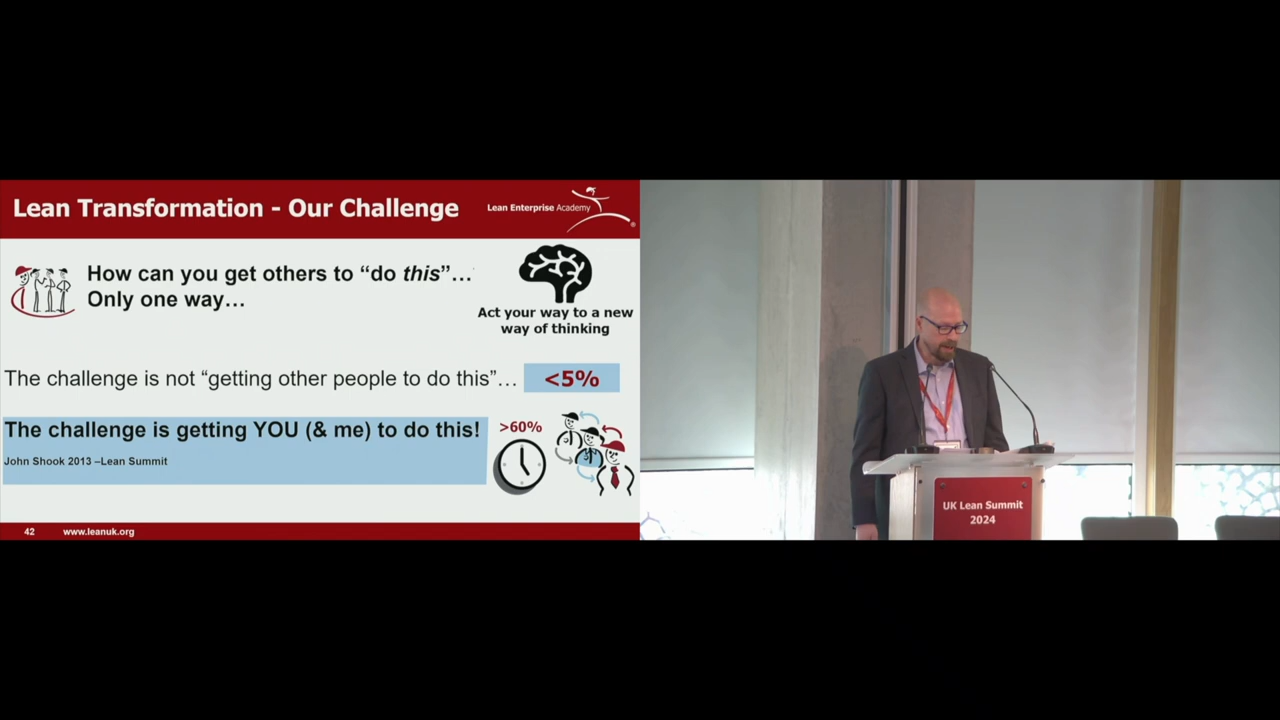 Lean Transformation - Our Challenge
Lean Enterprise Academy
®
How can you get others to “do this”…
Only one way…
Act your way to a new
way of thinking
The challenge is not “getting other people to do this”…
<5%
The challenge is getting YOU (& me) to do this!
John Shook 2013 –Lean Summit
>60%
42
www.leanuk.org
UK Lean Summit
2024